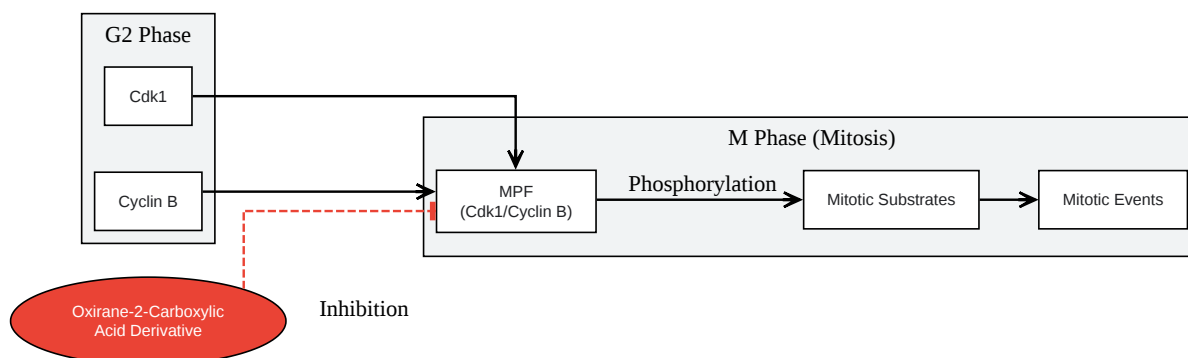 G2 Phase
Cdk1
Cyclin B
M Phase (Mitosis)
MPF
(Cdk1/Cyclin B)
Phosphorylation
Mitotic Substrates
Mitotic Events
Oxirane-2-Carboxylic
Acid Derivative
Inhibition